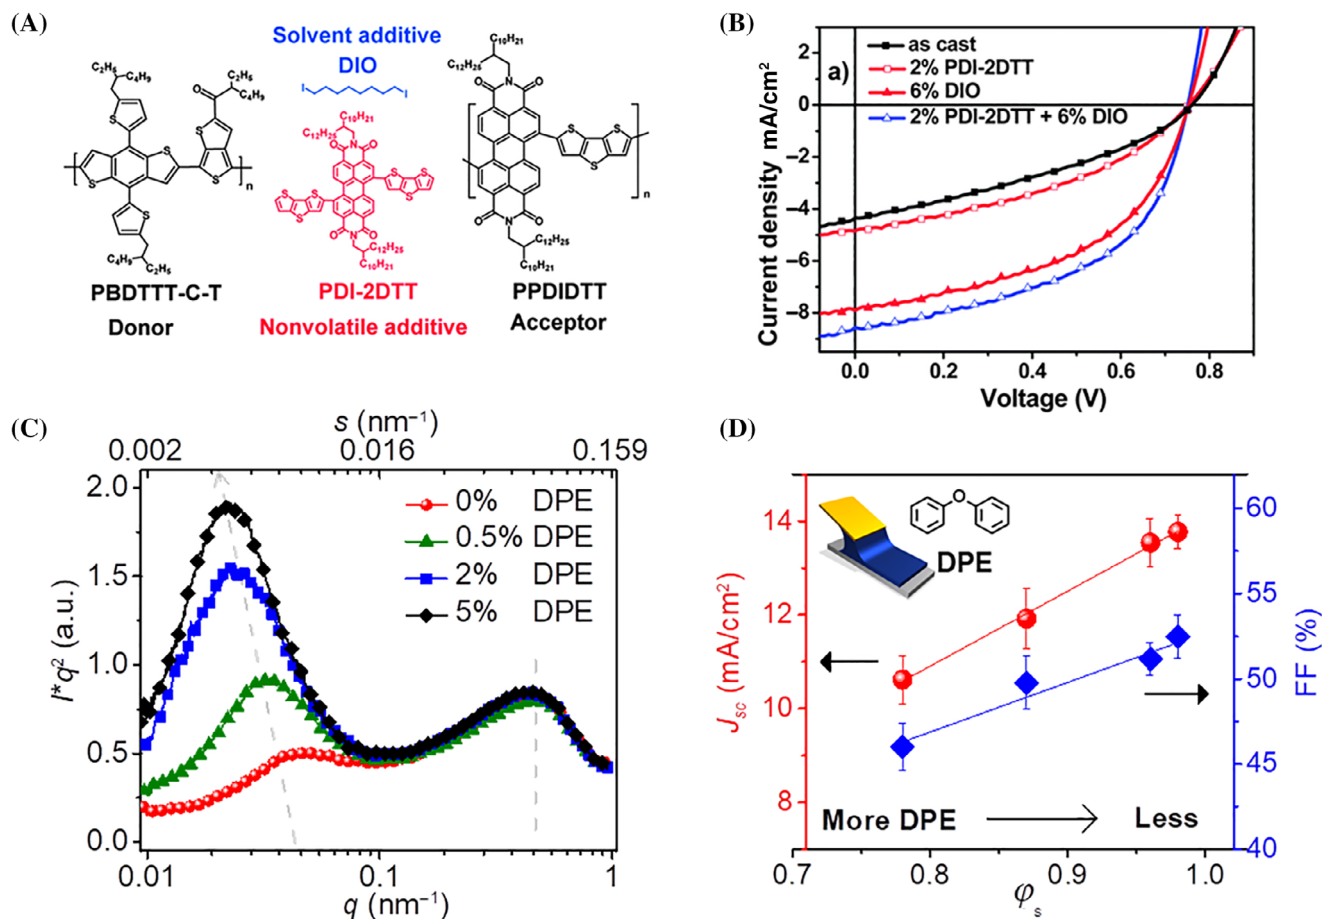 (A)
Solvent additive
DIO
I
I
C₂H₅
C₄H₉
C₂H₅
C₄H₉
O
S
S
S
S
S
S
n
C₄H₉
C₂H₅
PBDTTT-C-T
Donor
C₁₀H₂₁
C₁₂H₂₅
O N O
S
S
S
S
S
S
O N O
C₁₂H₂₅
C₁₀H₂₁
PDI-2DTT
Nonvolatile additive
C₁₀H₂₁
C₁₂H₂₅
O N O
S
S
S
n
O N O
C₁₂H₂₅
C₁₀H₂₁
PPDIDTT
Acceptor
(B)
a)
as cast
2% PDI-2DTT
6% DIO
2% PDI-2DTT + 6% DIO
Current density mA/cm²
2
0
−2
−4
−6
−8
0.0 0.2 0.4 0.6 0.8
Voltage (V)
(C)
s (nm⁻¹)
0.002 0.016 0.159
0% DPE
0.5% DPE
2% DPE
5% DPE
I*q² (a.u.)
2.0
1.5
1.0
0.5
0.0
0.01 0.1 1
q (nm⁻¹)
(D)
O
DPE
J_sc (mA/cm²)
14
12
10
8
FF (%)
60
55
50
45
40
More DPE
Less
0.7 0.8 0.9 1.0
φ_s